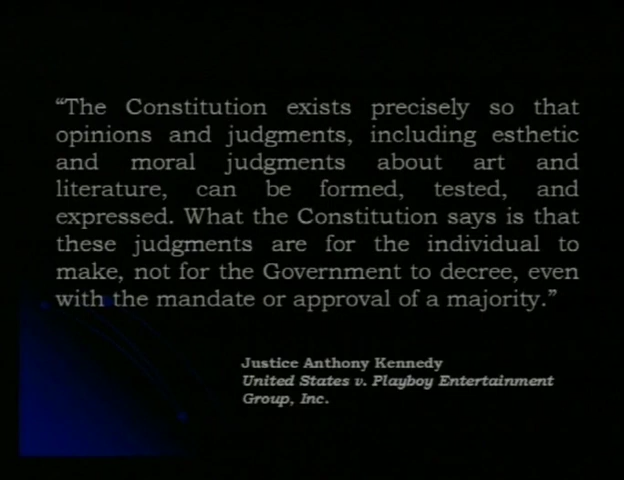 “The Constitution exists precisely so that
opinions and judgments, including esthetic
and moral judgments about art and
literature, can be formed, tested, and
expressed. What the Constitution says is that
these judgments are for the individual to
make, not for the Government to decree, even
with the mandate or approval of a majority.”
Justice Anthony Kennedy
United States v. Playboy Entertainment
Group, Inc.